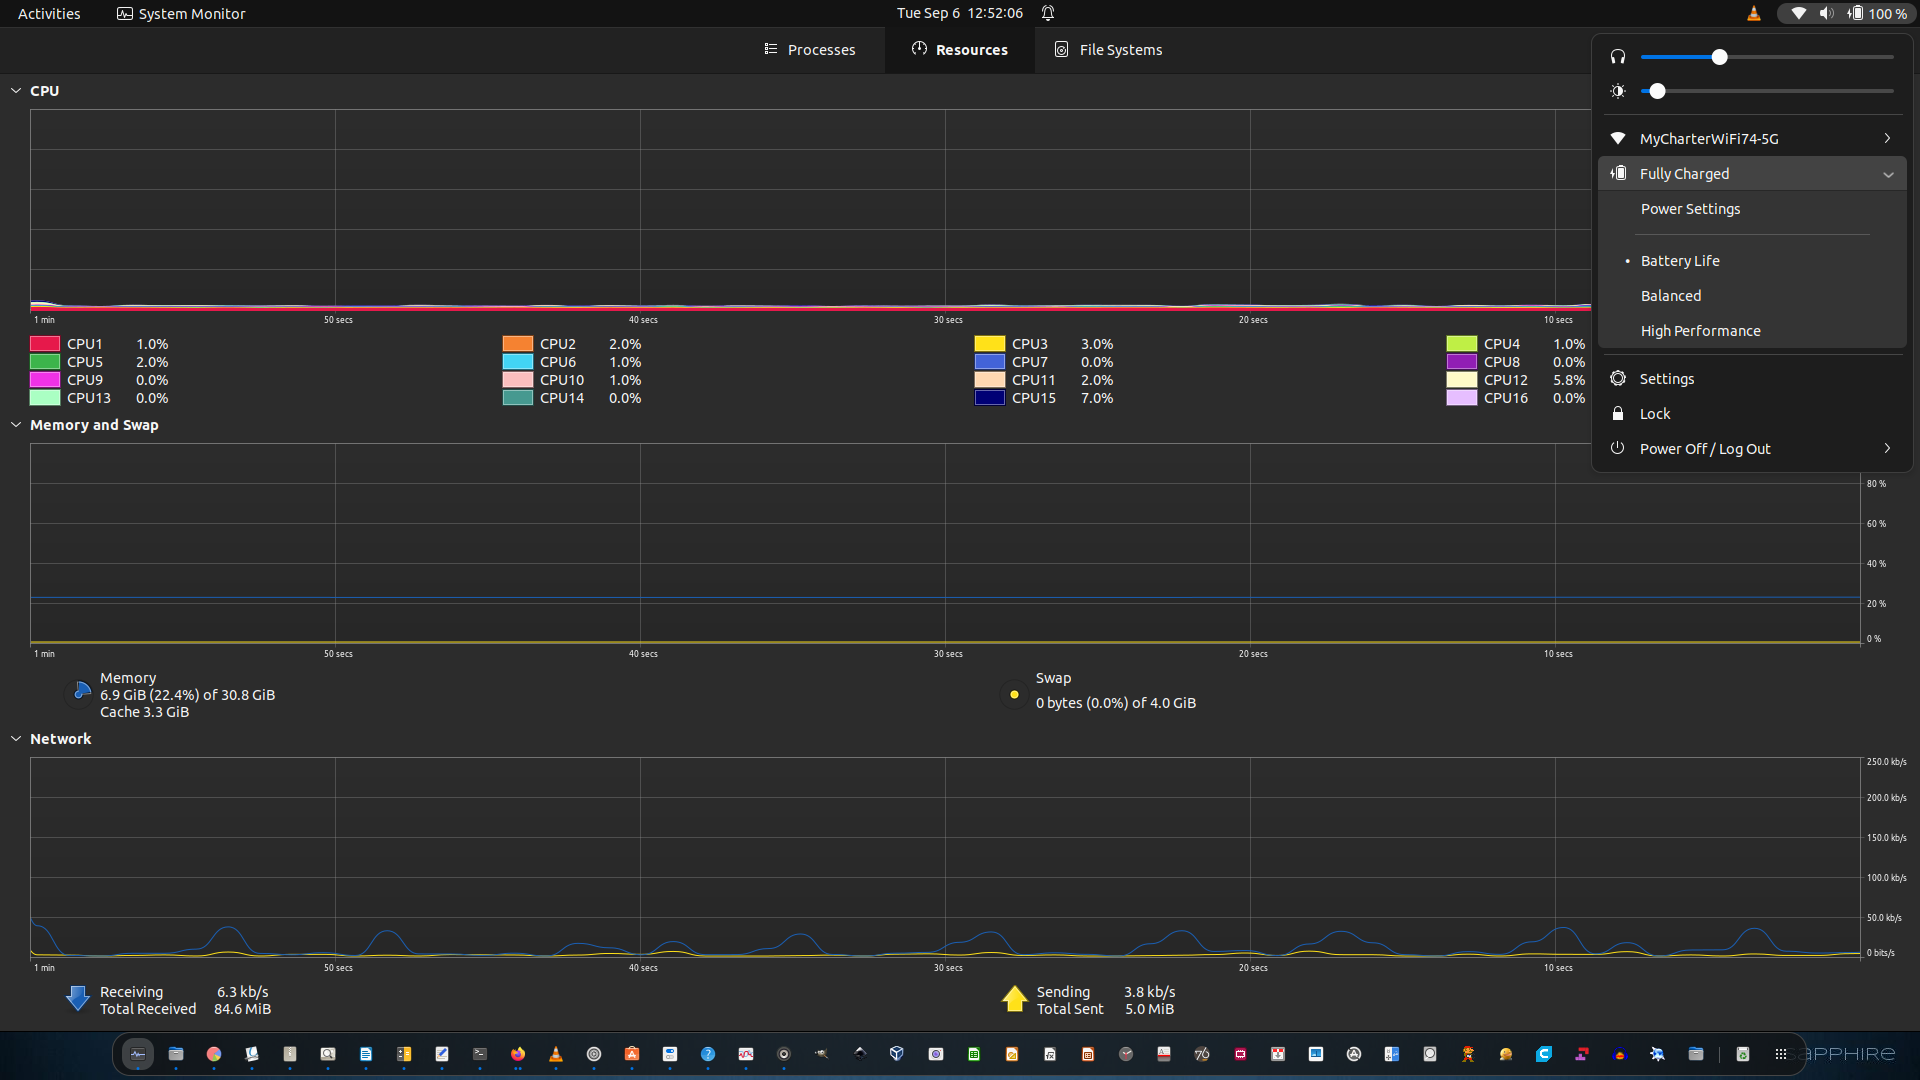 Activities
System Monitor
Tue Sep 6 12:52:06
100 %
Processes
Resources
File Systems
MyCharterWiFi74-5G
Fully Charged
Power Settings
• Battery Life
Balanced
High Performance
Settings
Lock
Power Off / Log Out
CPU
1 min 50 secs 40 secs 30 secs 20 secs 10 secs
CPU1 1.0% CPU2 2.0% CPU3 3.0% CPU4 1.0%
CPU5 2.0% CPU6 1.0% CPU7 0.0% CPU8 0.0%
CPU9 0.0% CPU10 1.0% CPU11 2.0% CPU12 5.8%
CPU13 0.0% CPU14 0.0% CPU15 7.0% CPU16 0.0%
Memory and Swap
80 %
60 %
40 %
20 %
0 %
1 min 50 secs 40 secs 30 secs 20 secs 10 secs
Memory
6.9 GiB (22.4%) of 30.8 GiB
Cache 3.3 GiB
Swap
0 bytes (0.0%) of 4.0 GiB
Network
250.0 kb/s
200.0 kb/s
150.0 kb/s
100.0 kb/s
50.0 kb/s
0 bits/s
1 min 50 secs 40 secs 30 secs 20 secs 10 secs
Receiving 6.3 kb/s
Total Received 84.6 MiB
Sending 3.8 kb/s
Total Sent 5.0 MiB
76
SAPPHIRE